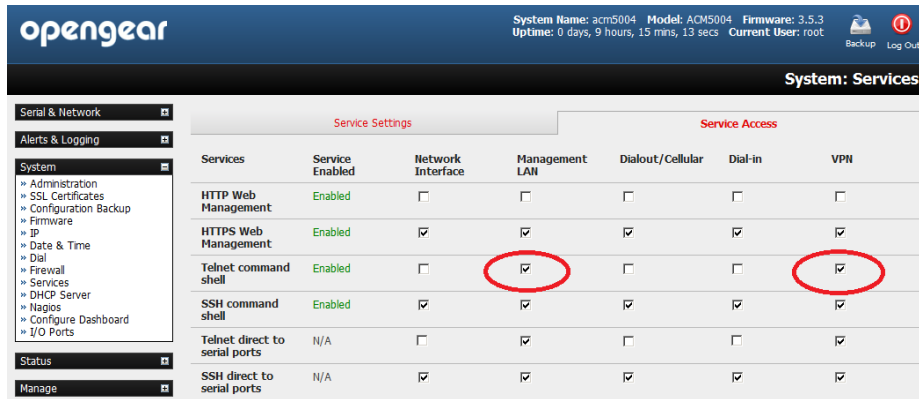 opengear
System Name: acm5004 Model: ACM5004 Firmware: 3.5.3
Uptime: 0 days, 9 hours, 15 mins, 13 secs Current User: root
Backup
Log Out
System: Services
Serial & Network
Alerts & Logging
System
» Administration
» SSL Certificates
» Configuration Backup
» Firmware
» IP
» Date & Time
» Dial
» Firewall
» Services
» DHCP Server
» Nagios
» Configure Dashboard
» I/O Ports
Status
Manage
Service Settings
Service Access
Services
Service Enabled
Network Interface
Management LAN
Dialout/Cellular
Dial-in
VPN
HTTP Web Management
Enabled
HTTPS Web Management
Enabled
Telnet command shell
Enabled
SSH command shell
Enabled
Telnet direct to serial ports
N/A
SSH direct to serial ports
N/A